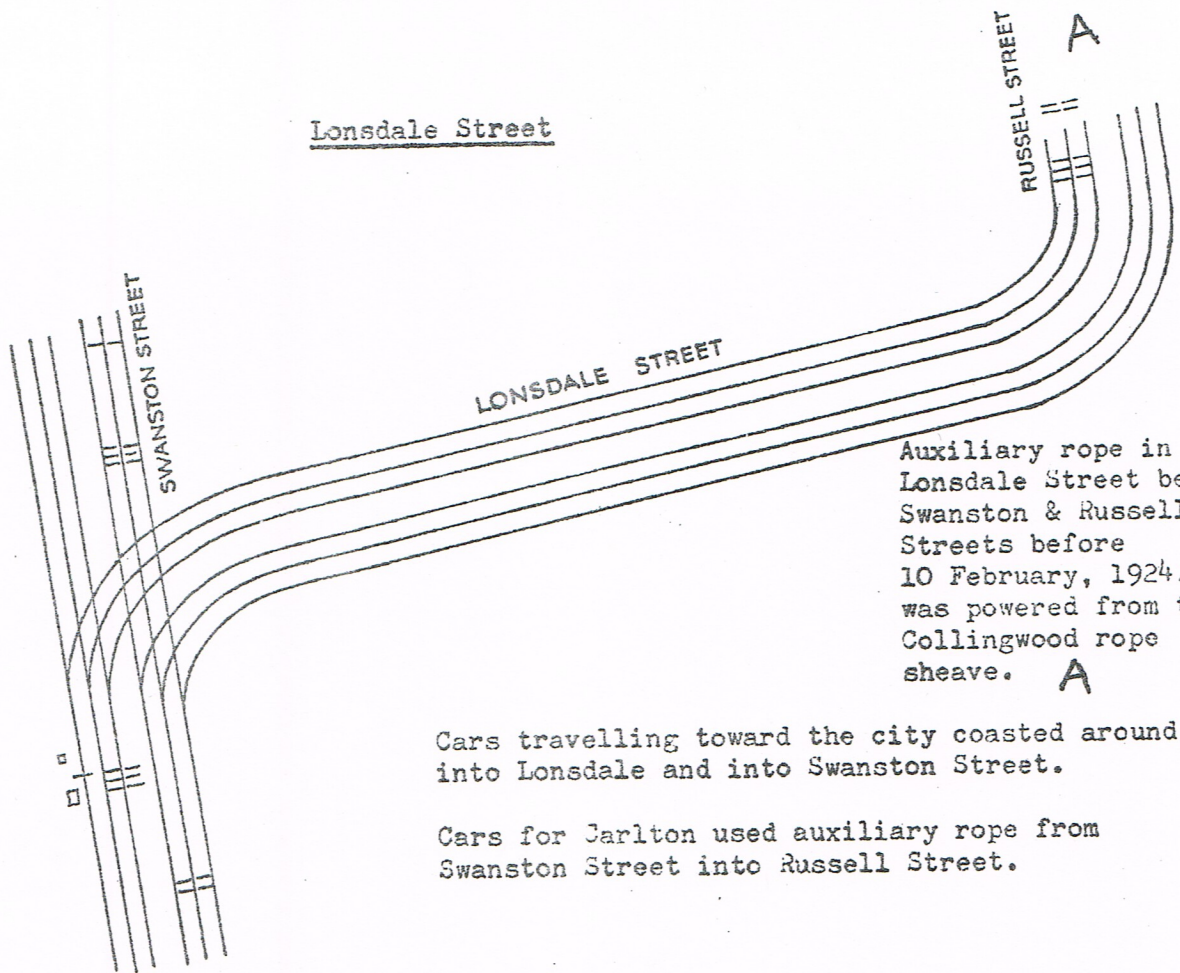 A
RUSSELL STREET
Lonsdale Street
SWANSTON STREET
LONSDALE STREET
Auxiliary rope in
Lonsdale Street
Swanston & Russell
Streets before
10 February, 1924.
was powered from
Collingwood rope
sheave. A
Cars travelling toward the city coasted around
into Lonsdale and into Swanston Street.
Cars for Carlton used auxiliary rope from
Swanston Street into Russell Street.